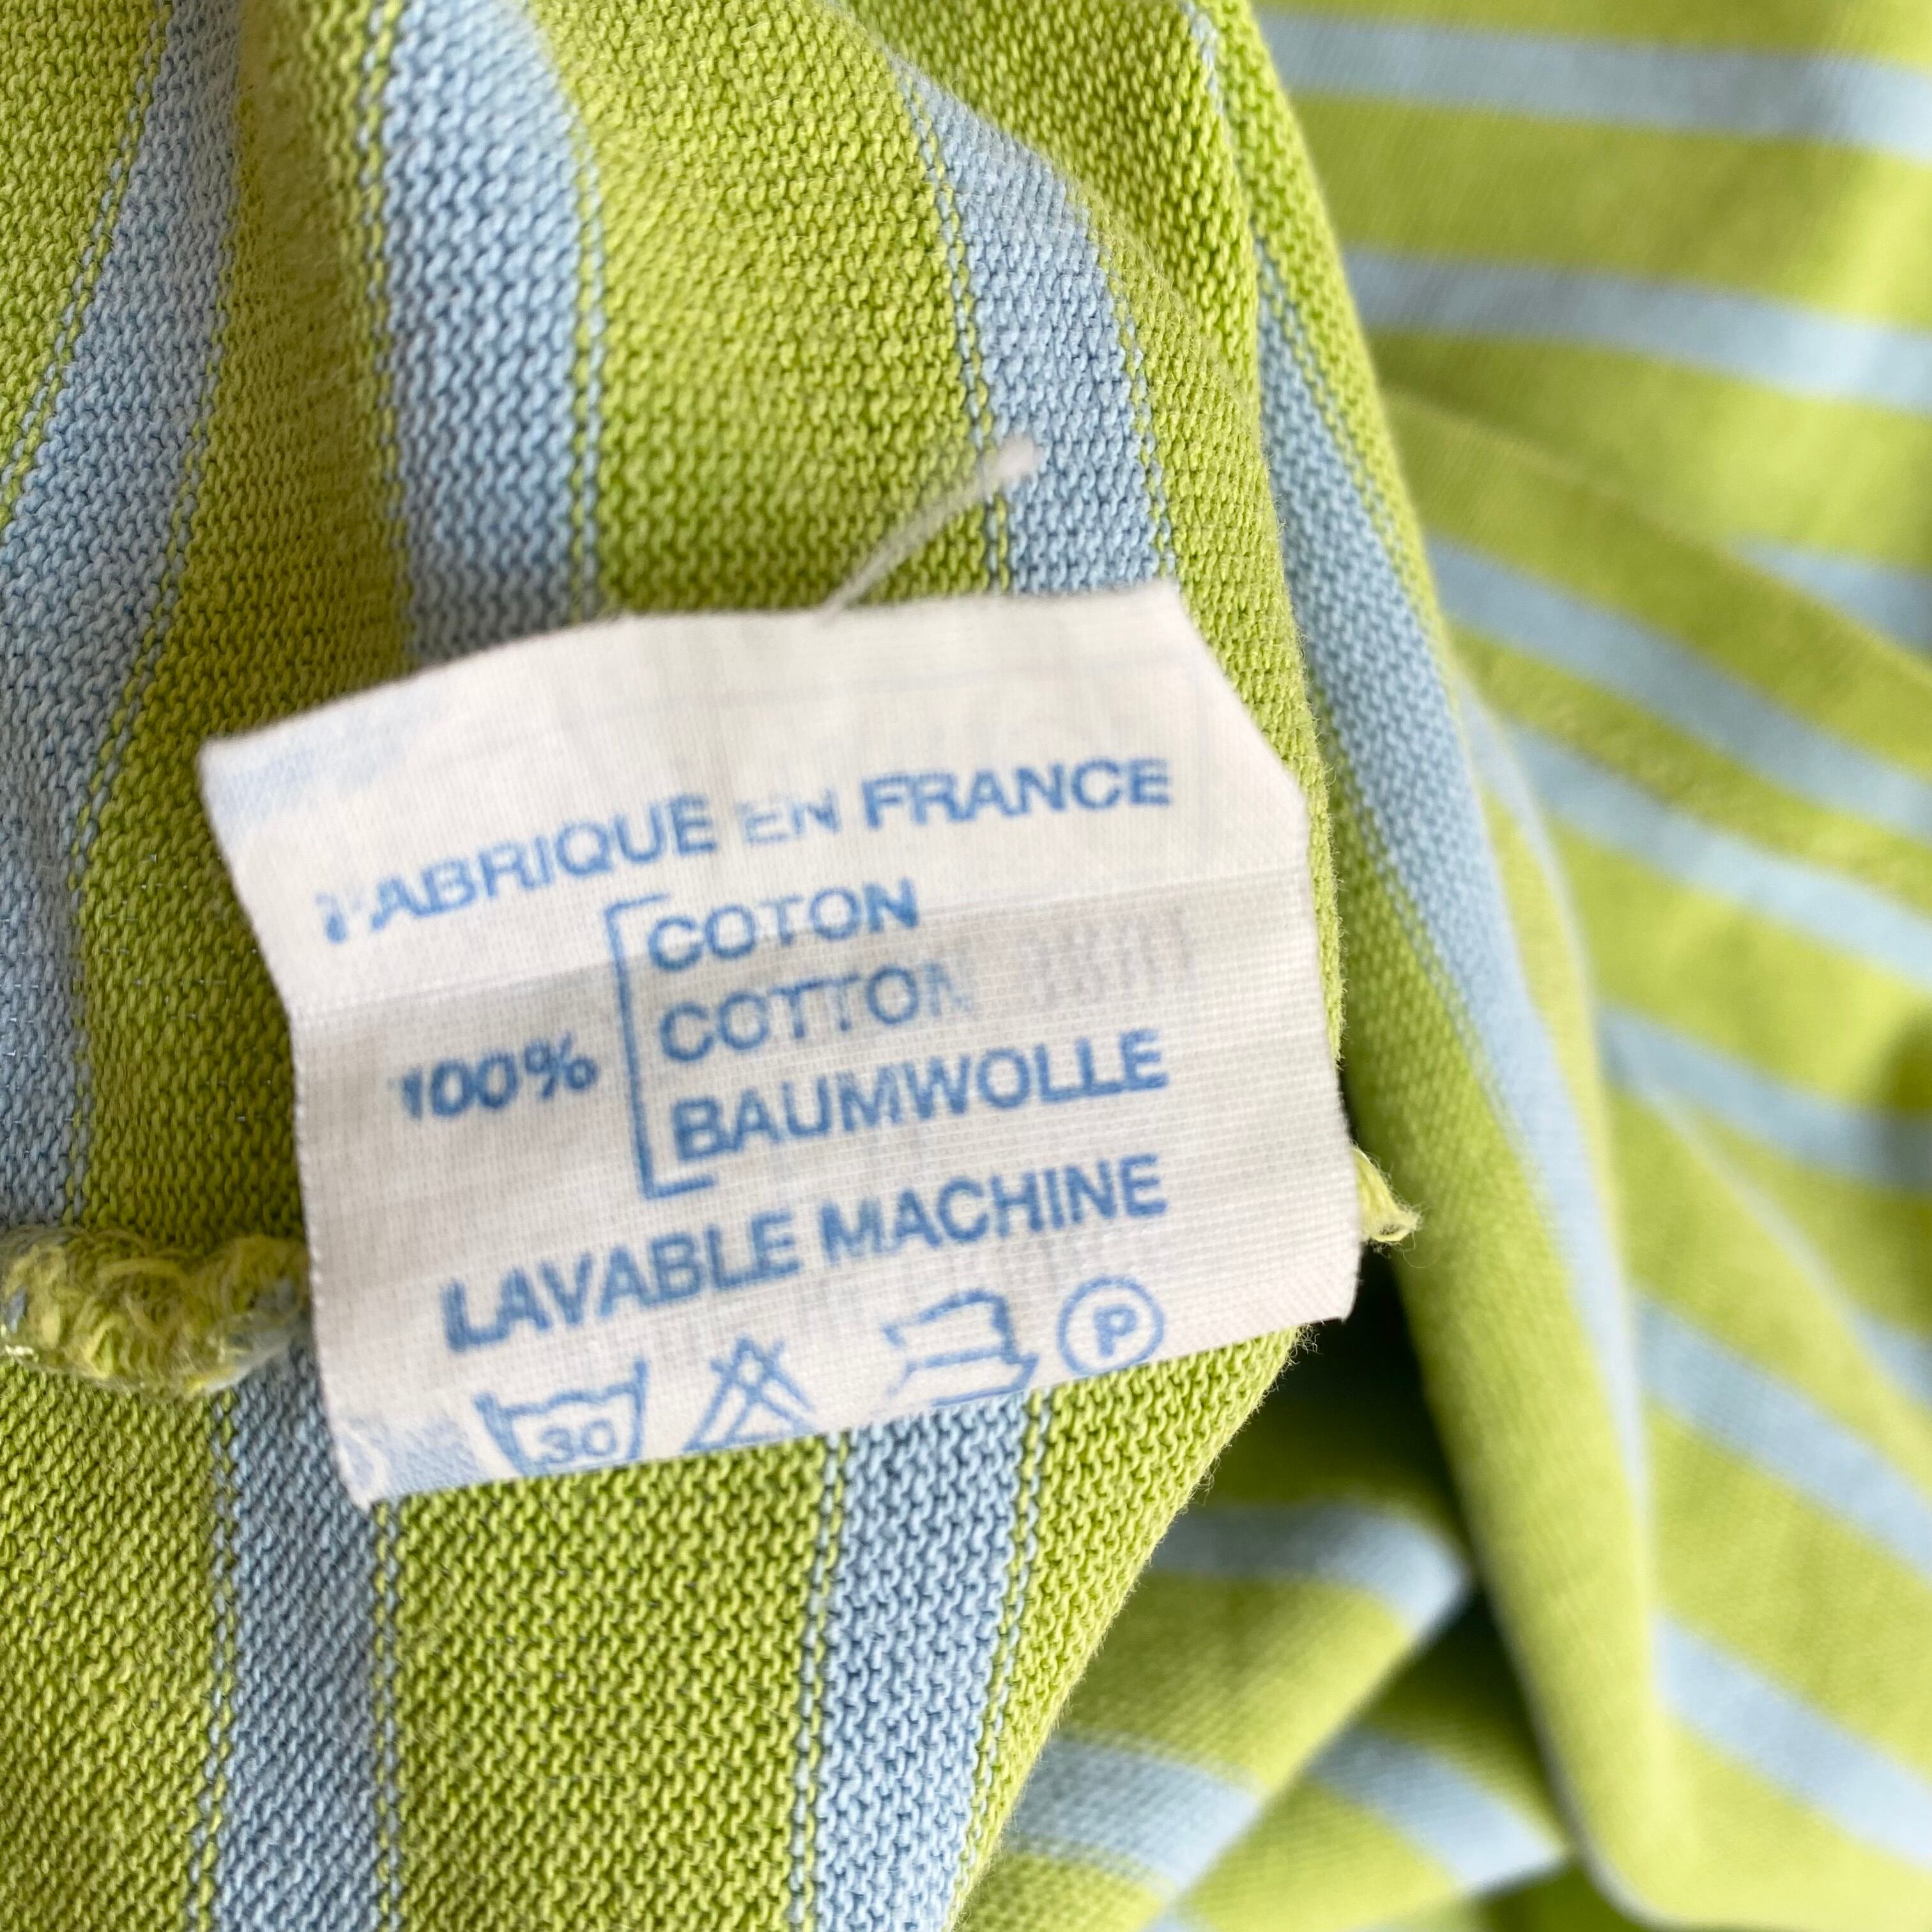 FABRIQUE EN FRANCE
COTON
COTTON
100%
BAUMWOLLE
LAVABLE MACHINE
30
P